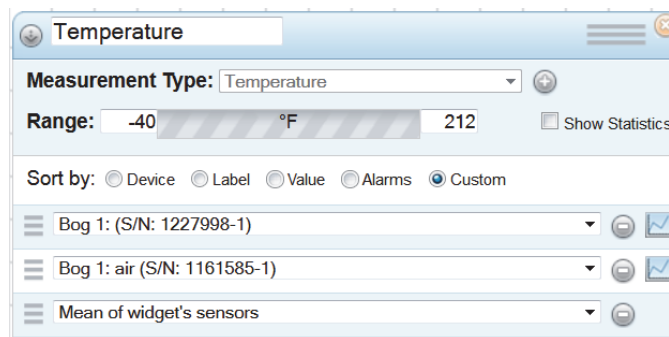 Temperature
Measurement Type: Temperature
Range: -40 °F 212 Show Statistics
Sort by: Device Label Value Alarms Custom
Bog 1: (S/N: 1227998-1)
Bog 1: air (S/N: 1161585-1)
Mean of widget's sensors